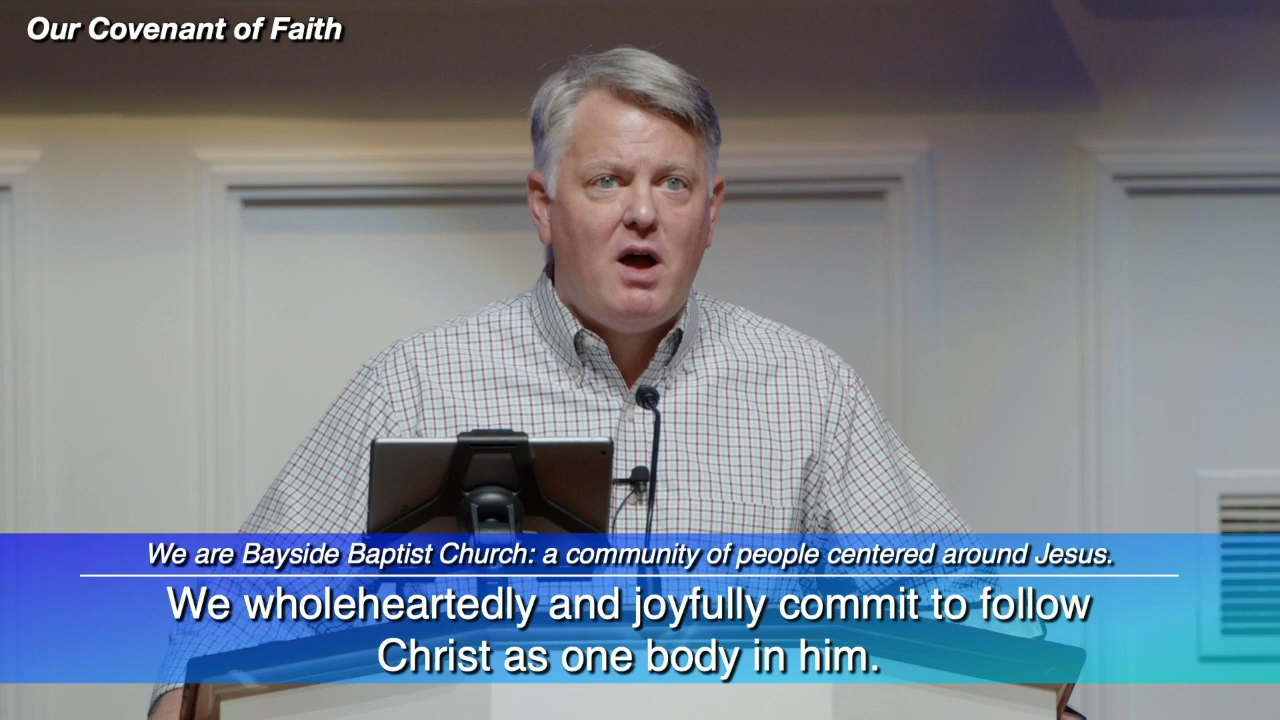 Our Covenant of Faith
We are Bayside Baptist Church: a community of people centered around Jesus.
We wholeheartedly and joyfully commit to follow
Christ as one body in him.